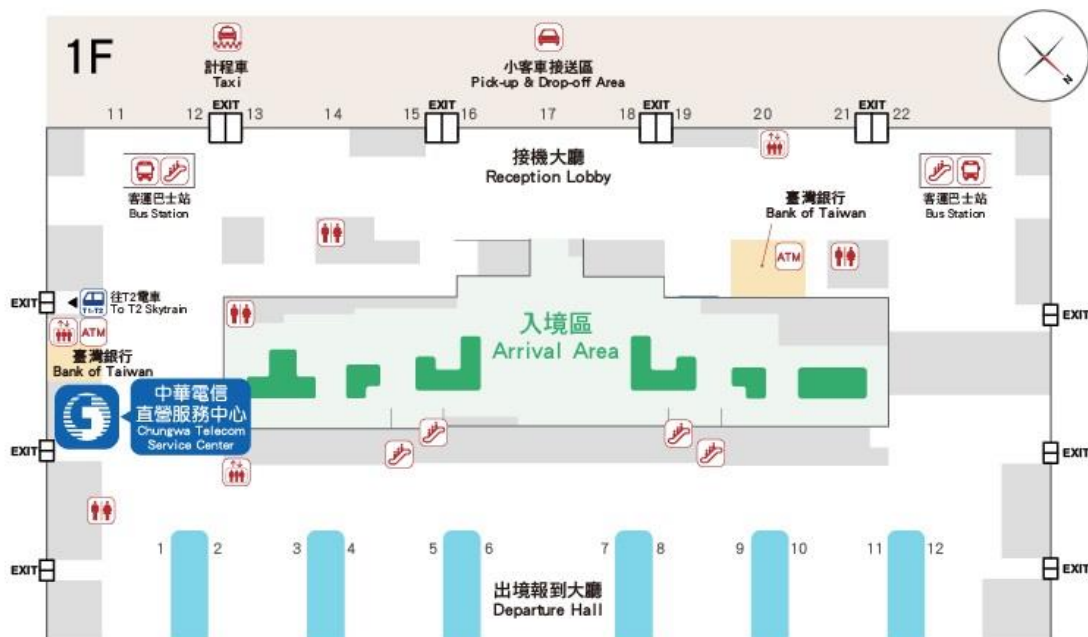 1F
計程車
Taxi
小客車接送區
Pick-up & Drop-off Area
N
11 12 EXIT 13 14 15 EXIT 16 17 18 EXIT 19 20 21 EXIT 22
接機大廳
Reception Lobby
客運巴士站
Bus Station
臺灣銀行
Bank of Taiwan
客運巴士站
Bus Station
ATM
EXIT
T1-T2
往T2電車
To T2 Skytrain
EXIT
ATM
臺灣銀行
Bank of Taiwan
入境區
Arrival Area
中華電信
直營服務中心
Chungwa Telecom
Service Center
EXIT
EXIT
1 2 3 4 5 6 7 8 9 10 11 12
EXIT
EXIT
出境報到大廳
Departure Hall